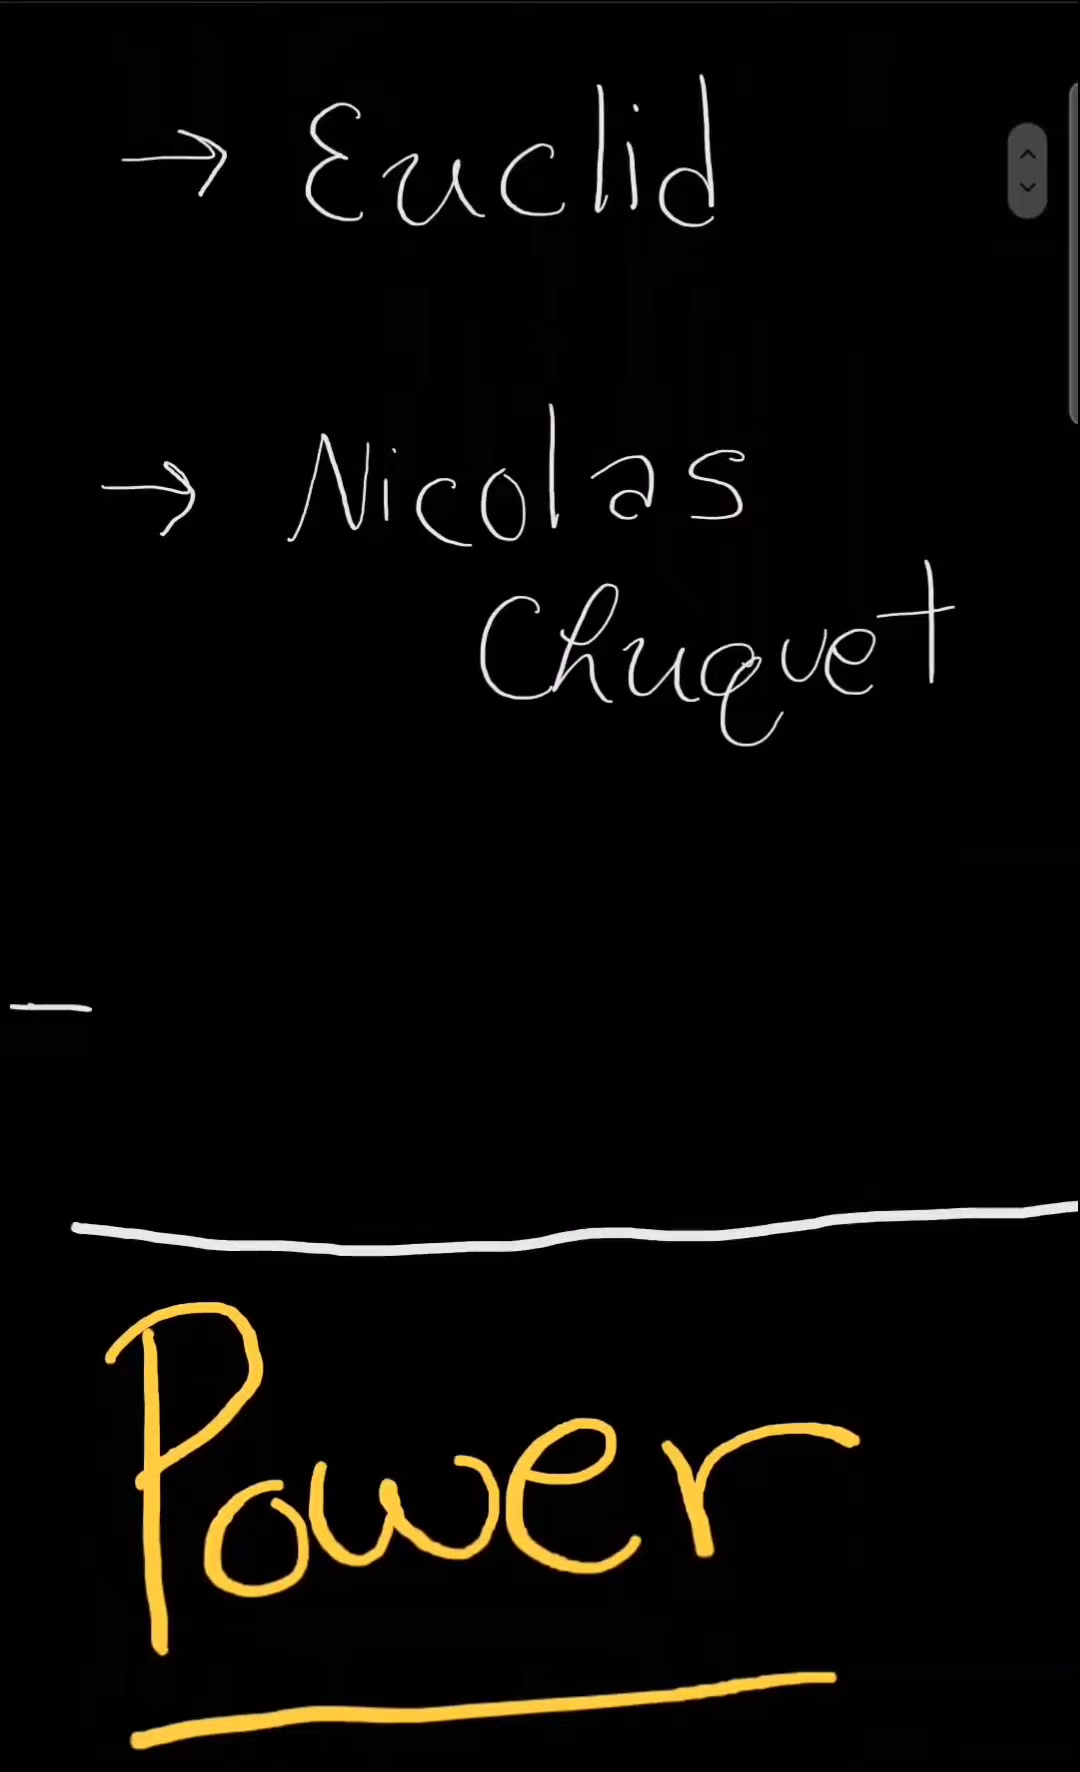 → Euclid
→ Nicolas
Chuquet
Power